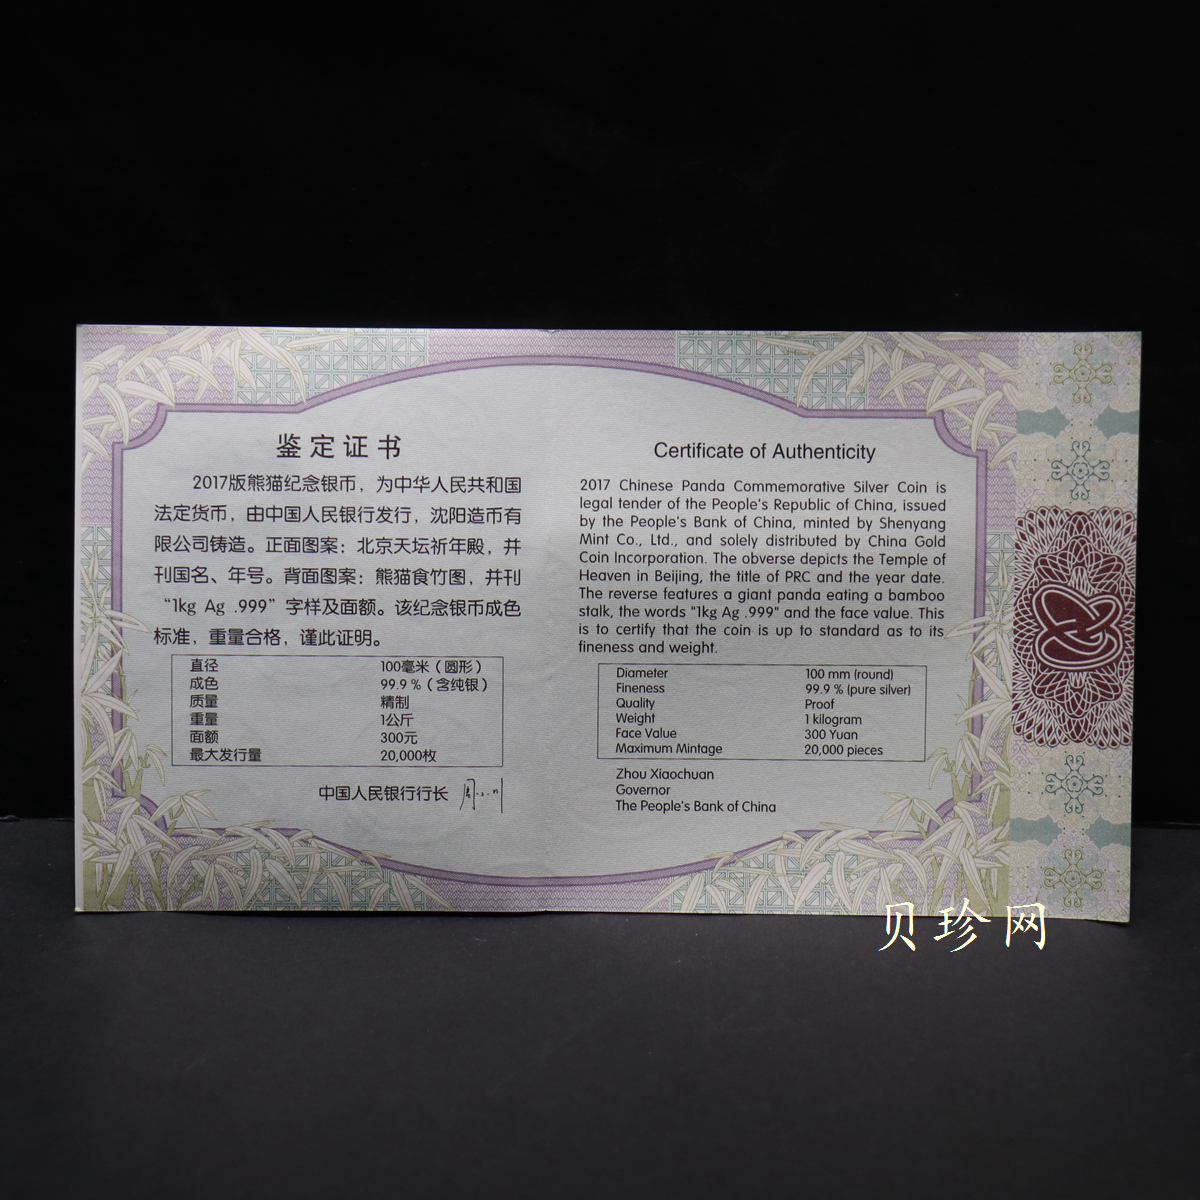 鉴定证书
2017版熊猫纪念银币，为中华人民共和国
法定货币，由中国人民银行发行，沈阳造币有
限公司铸造。正面图案：北京天坛祈年殿，并
刊国名、年号。背面图案：熊猫食竹图，并刊
“1kg Ag .999”字样及面额。该纪念银币成色
标准，重量合格，谨此证明。
直径 100毫米（圆形）
成色 99.9 %（含纯银）
质量 精制
重量 1公斤
面额 300元
最大发行量 20,000枚
中国人民银行行长
Certificate of Authenticity
2017 Chinese Panda Commemorative Silver Coin is
legal tender of the People's Republic of China, issued
by the People's Bank of China, minted by Shenyang
Mint Co., Ltd., and solely distributed by China Gold
Coin Incorporation. The obverse depicts the Temple of
Heaven in Beijing, the title of PRC and the year date.
The reverse features a giant panda eating a bamboo
stalk, the words "1kg Ag .999" and the face value. This
is to certify that the coin is up to standard as to its
fineness and weight.
Diameter 100 mm (round)
Fineness 99.9 % (pure silver)
Quality Proof
Weight 1 kilogram
Face Value 300 Yuan
Maximum Mintage 20,000 pieces
Zhou Xiaochuan
Governor
The People's Bank of China
贝珍网